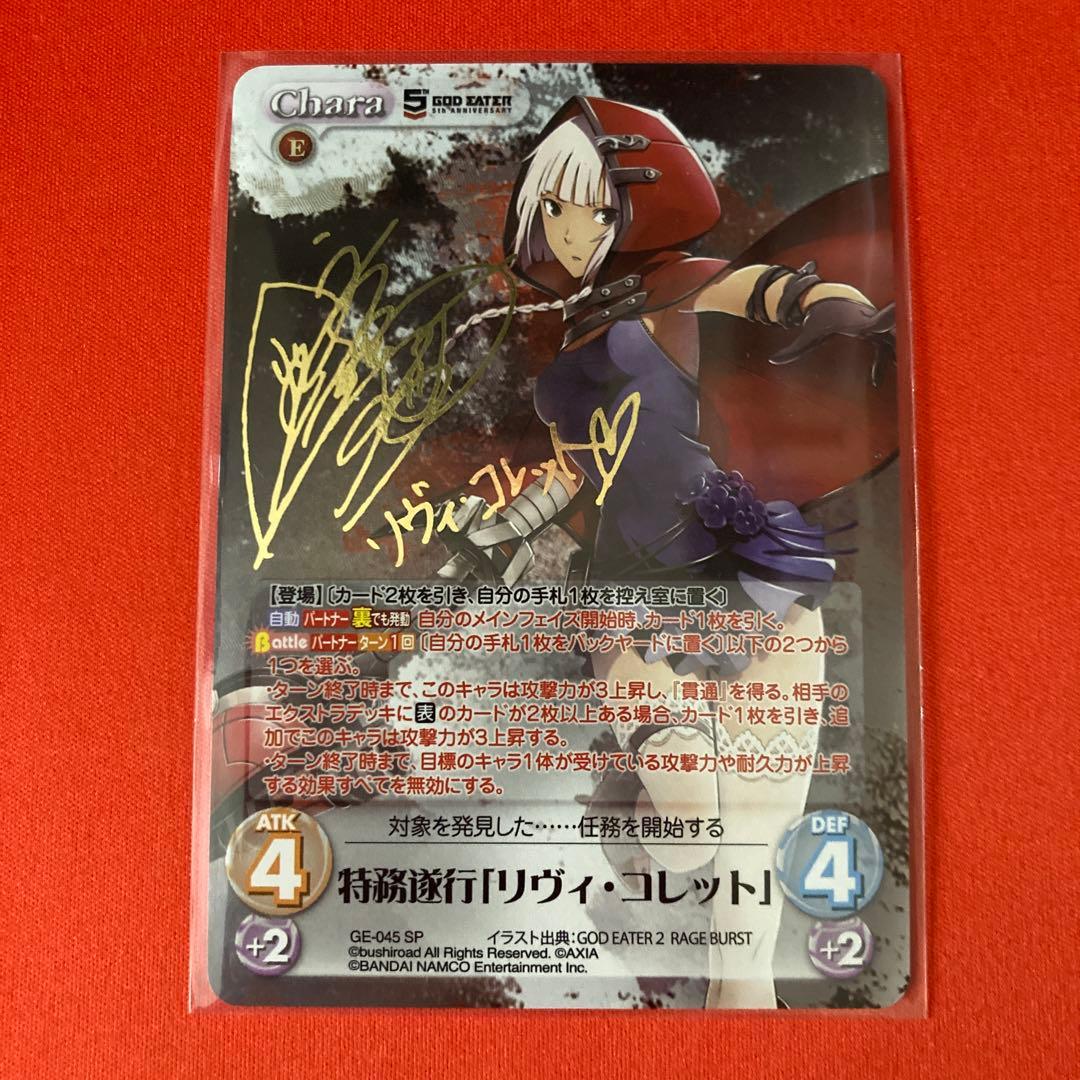 Chara 5TH GOD EATER
5th ANNIVERSARY
E
リヴィ・コレット♡
【登場】〔カード2枚を引き、自分の手札1枚を控え室に置く〕
自動 パートナー 裏でも発動 自分のメインフェイズ開始時、カード1枚を引く。
Battle パートナー ターン1回 〔自分の手札1枚をバックヤードに置く〕以下の2つから
1つを選ぶ。
・ターン終了時まで、このキャラは攻撃力が3上昇し、『貫通』を得る。相手の
エクストラデッキに表のカードが2枚以上ある場合、カード1枚を引き、追
加でこのキャラは攻撃力が3上昇する。
・ターン終了時まで、目標のキャラ1体が受けている攻撃力や耐久力が上昇
する効果すべてを無効にする。
対象を発見した……任務を開始する
ATK 4
DEF 4
特務遂行「リヴィ・コレット」
+2
+2
GE-045 SP イラスト出典：GOD EATER 2 RAGE BURST
©bushiroad All Rights Reserved. ©AXIA
©BANDAI NAMCO Entertainment Inc.